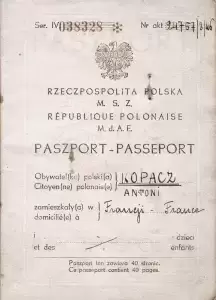 Ser. IV 038328 Nr akt 24757/3/46
RZECZPOSPOLITA POLSKA
M. S. Z.
RÉPUBLIQUE POLONAISE
M. d. A. E.
PASZPORT-PASSEPORT
Obywatel(ka) polski(a) KOPACZ
Citoyen(ne) polonais(e) ANTONI
zamieszkały(a) w Francji - France
domicilié(e) à
i dzieci
et des enfants
Paszport ten zawiera 40 stronic.
Ce passeport contient 40 pages.